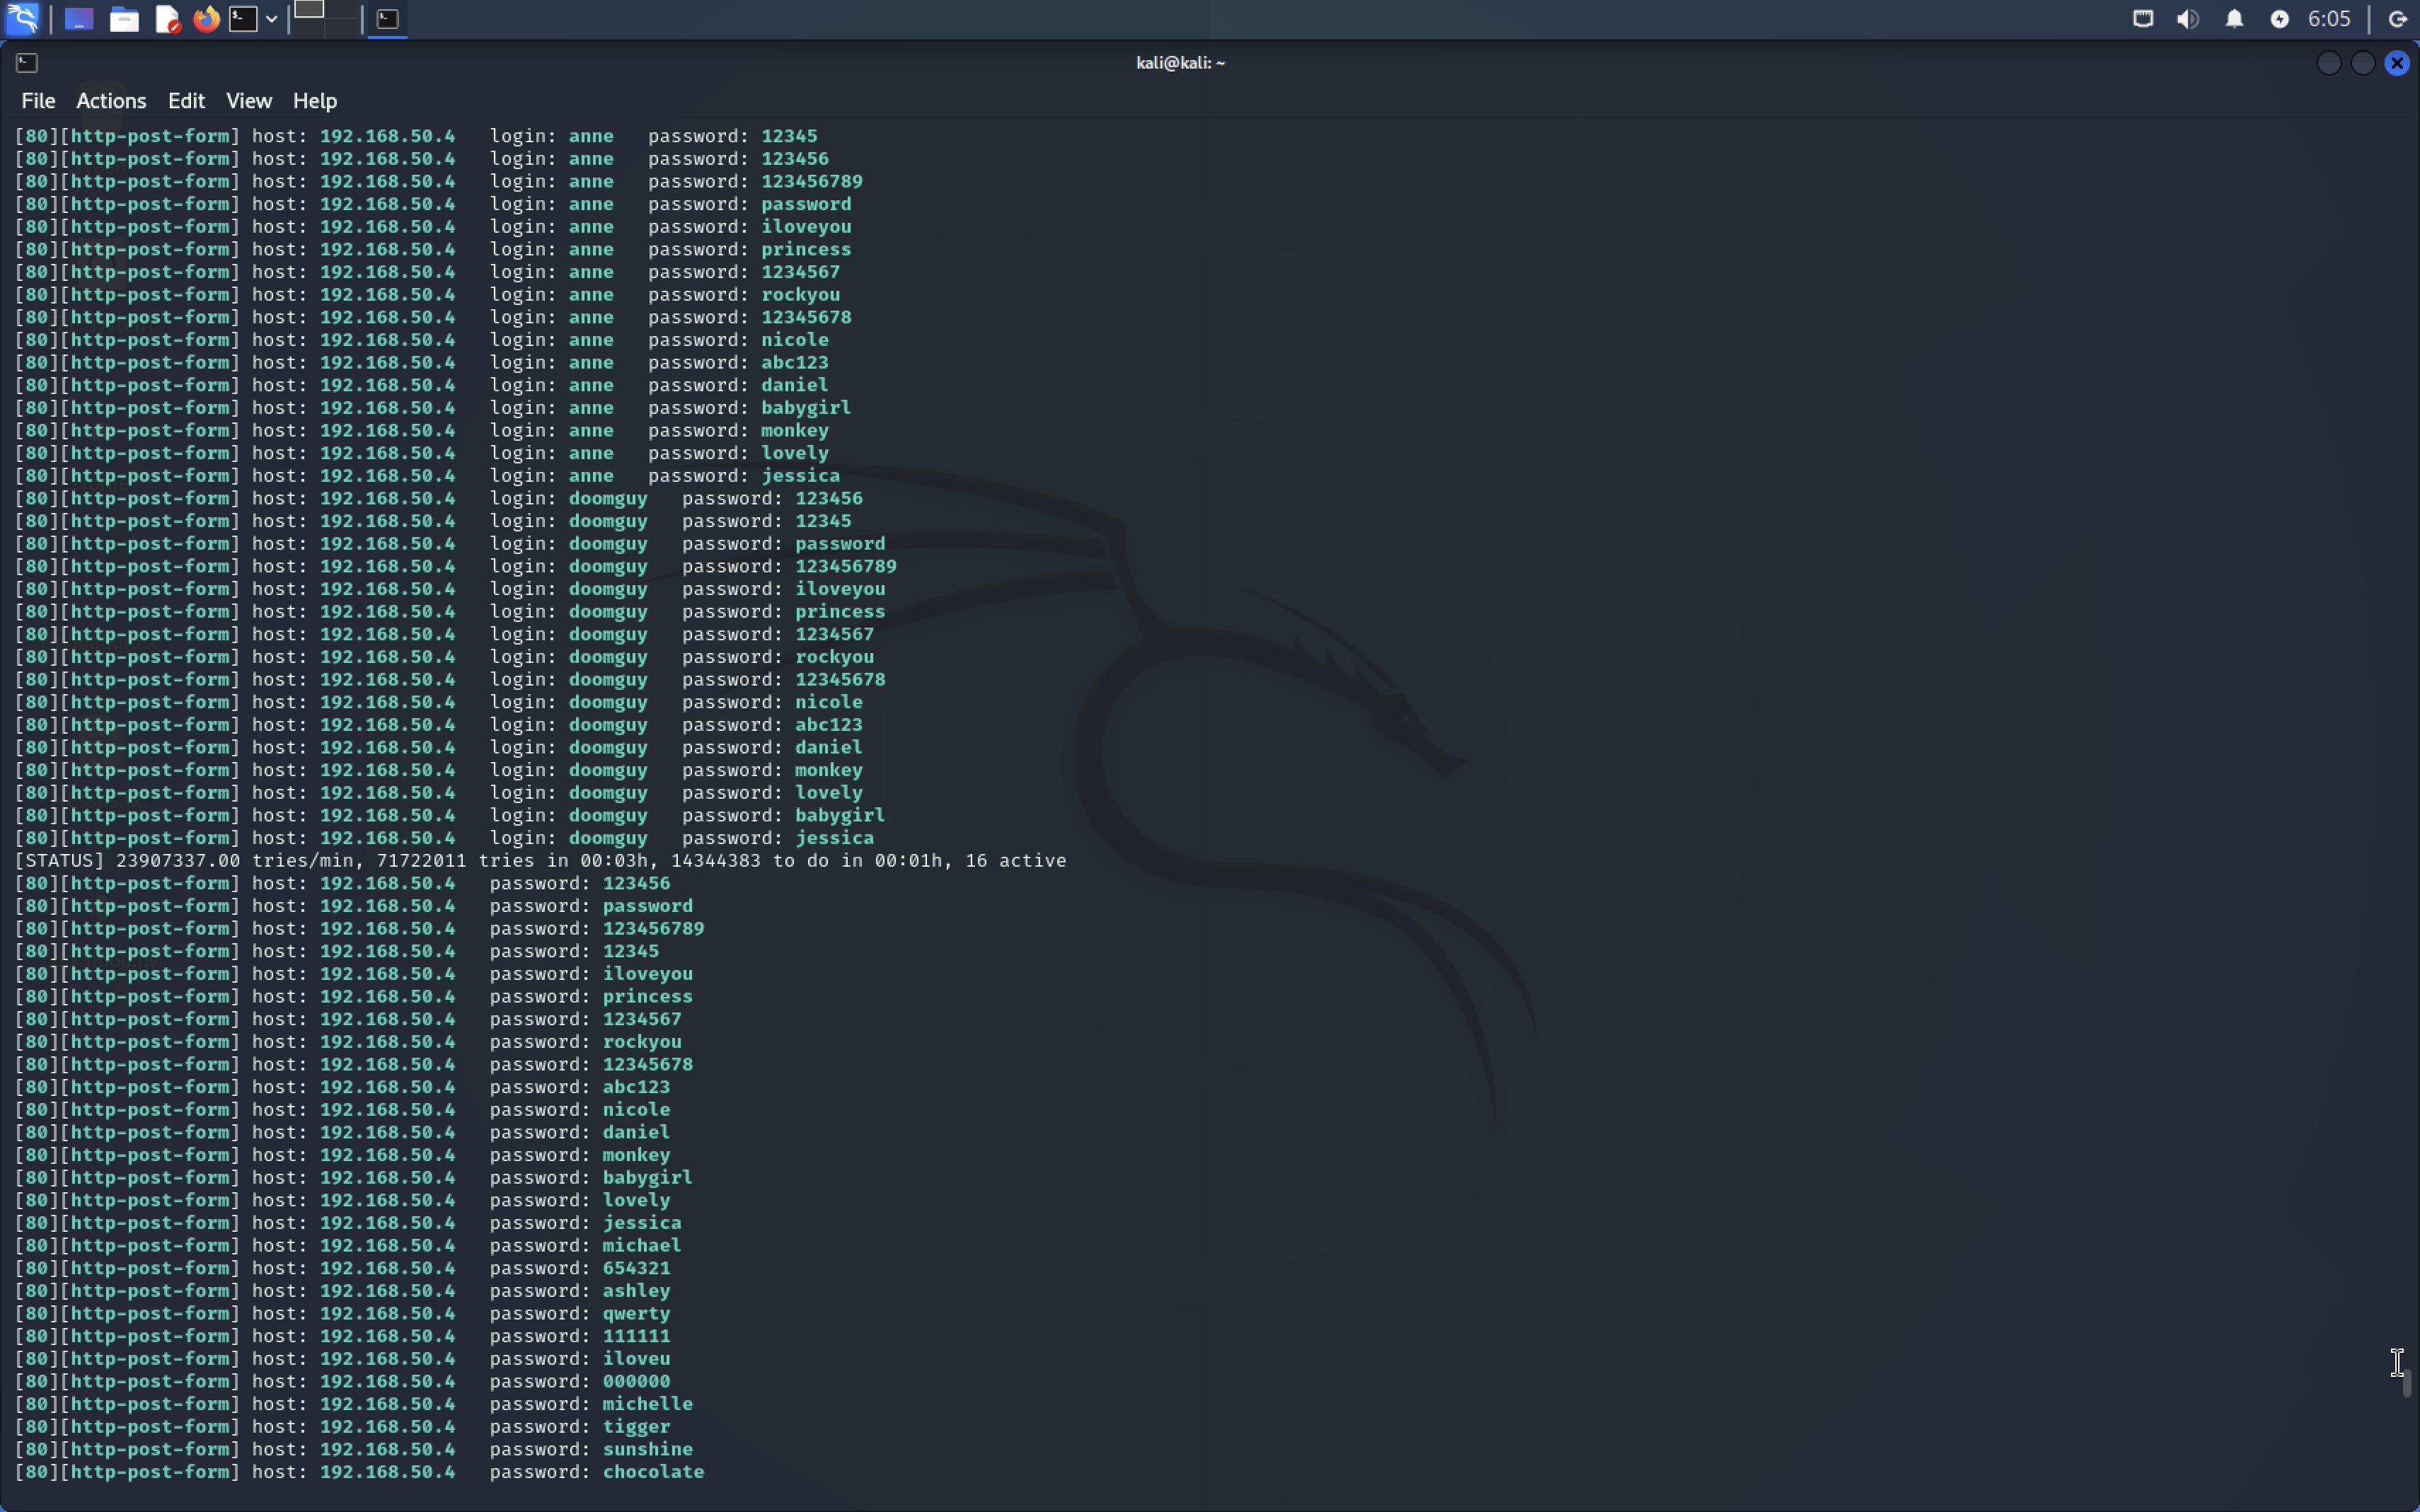 6:05
kali@kali: ~
File Actions Edit View Help
[80][http-post-form] host: 192.168.50.4 login: anne password: 12345
[80][http-post-form] host: 192.168.50.4 login: anne password: 123456
[80][http-post-form] host: 192.168.50.4 login: anne password: 123456789
[80][http-post-form] host: 192.168.50.4 login: anne password: password
[80][http-post-form] host: 192.168.50.4 login: anne password: iloveyou
[80][http-post-form] host: 192.168.50.4 login: anne password: princess
[80][http-post-form] host: 192.168.50.4 login: anne password: 1234567
[80][http-post-form] host: 192.168.50.4 login: anne password: rockyou
[80][http-post-form] host: 192.168.50.4 login: anne password: 12345678
[80][http-post-form] host: 192.168.50.4 login: anne password: nicole
[80][http-post-form] host: 192.168.50.4 login: anne password: abc123
[80][http-post-form] host: 192.168.50.4 login: anne password: daniel
[80][http-post-form] host: 192.168.50.4 login: anne password: babygirl
[80][http-post-form] host: 192.168.50.4 login: anne password: monkey
[80][http-post-form] host: 192.168.50.4 login: anne password: lovely
[80][http-post-form] host: 192.168.50.4 login: anne password: jessica
[80][http-post-form] host: 192.168.50.4 login: doomguy password: 123456
[80][http-post-form] host: 192.168.50.4 login: doomguy password: 12345
[80][http-post-form] host: 192.168.50.4 login: doomguy password: password
[80][http-post-form] host: 192.168.50.4 login: doomguy password: 123456789
[80][http-post-form] host: 192.168.50.4 login: doomguy password: iloveyou
[80][http-post-form] host: 192.168.50.4 login: doomguy password: princess
[80][http-post-form] host: 192.168.50.4 login: doomguy password: 1234567
[80][http-post-form] host: 192.168.50.4 login: doomguy password: rockyou
[80][http-post-form] host: 192.168.50.4 login: doomguy password: 12345678
[80][http-post-form] host: 192.168.50.4 login: doomguy password: nicole
[80][http-post-form] host: 192.168.50.4 login: doomguy password: abc123
[80][http-post-form] host: 192.168.50.4 login: doomguy password: daniel
[80][http-post-form] host: 192.168.50.4 login: doomguy password: monkey
[80][http-post-form] host: 192.168.50.4 login: doomguy password: lovely
[80][http-post-form] host: 192.168.50.4 login: doomguy password: babygirl
[80][http-post-form] host: 192.168.50.4 login: doomguy password: jessica
[STATUS] 23907337.00 tries/min, 71722011 tries in 00:03h, 14344383 to do in 00:01h, 16 active
[80][http-post-form] host: 192.168.50.4 password: 123456
[80][http-post-form] host: 192.168.50.4 password: password
[80][http-post-form] host: 192.168.50.4 password: 123456789
[80][http-post-form] host: 192.168.50.4 password: 12345
[80][http-post-form] host: 192.168.50.4 password: iloveyou
[80][http-post-form] host: 192.168.50.4 password: princess
[80][http-post-form] host: 192.168.50.4 password: 1234567
[80][http-post-form] host: 192.168.50.4 password: rockyou
[80][http-post-form] host: 192.168.50.4 password: 12345678
[80][http-post-form] host: 192.168.50.4 password: abc123
[80][http-post-form] host: 192.168.50.4 password: nicole
[80][http-post-form] host: 192.168.50.4 password: daniel
[80][http-post-form] host: 192.168.50.4 password: monkey
[80][http-post-form] host: 192.168.50.4 password: babygirl
[80][http-post-form] host: 192.168.50.4 password: lovely
[80][http-post-form] host: 192.168.50.4 password: jessica
[80][http-post-form] host: 192.168.50.4 password: michael
[80][http-post-form] host: 192.168.50.4 password: 654321
[80][http-post-form] host: 192.168.50.4 password: ashley
[80][http-post-form] host: 192.168.50.4 password: qwerty
[80][http-post-form] host: 192.168.50.4 password: 111111
[80][http-post-form] host: 192.168.50.4 password: iloveu
[80][http-post-form] host: 192.168.50.4 password: 000000
[80][http-post-form] host: 192.168.50.4 password: michelle
[80][http-post-form] host: 192.168.50.4 password: tigger
[80][http-post-form] host: 192.168.50.4 password: sunshine
[80][http-post-form] host: 192.168.50.4 password: chocolate